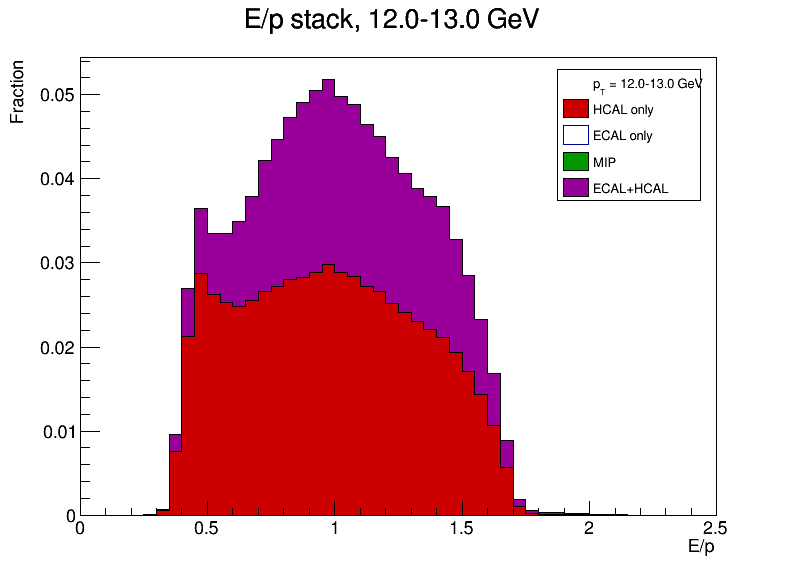 E/p stack, 12.0-13.0 GeV
Fraction
p_T = 12.0-13.0 GeV
HCAL only
ECAL only
MIP
ECAL+HCAL
0.05
0.04
0.03
0.02
0.01
0
0 0.5 1 1.5 2 2.5
E/p